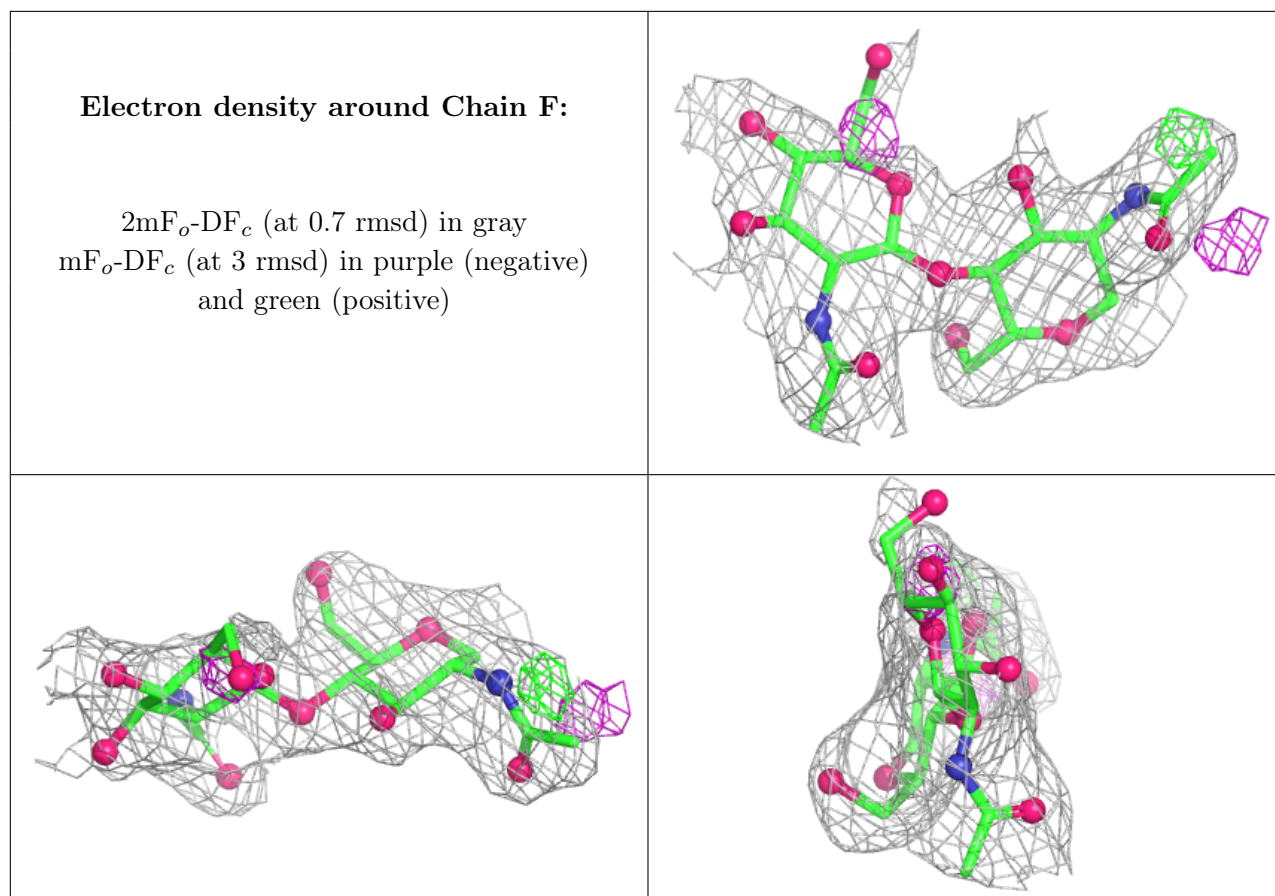 Electron density around Chain F:
2mFₒ-DF𝑐 (at 0.7 rmsd) in gray
mFₒ-DF𝑐 (at 3 rmsd) in purple (negative)
and green (positive)